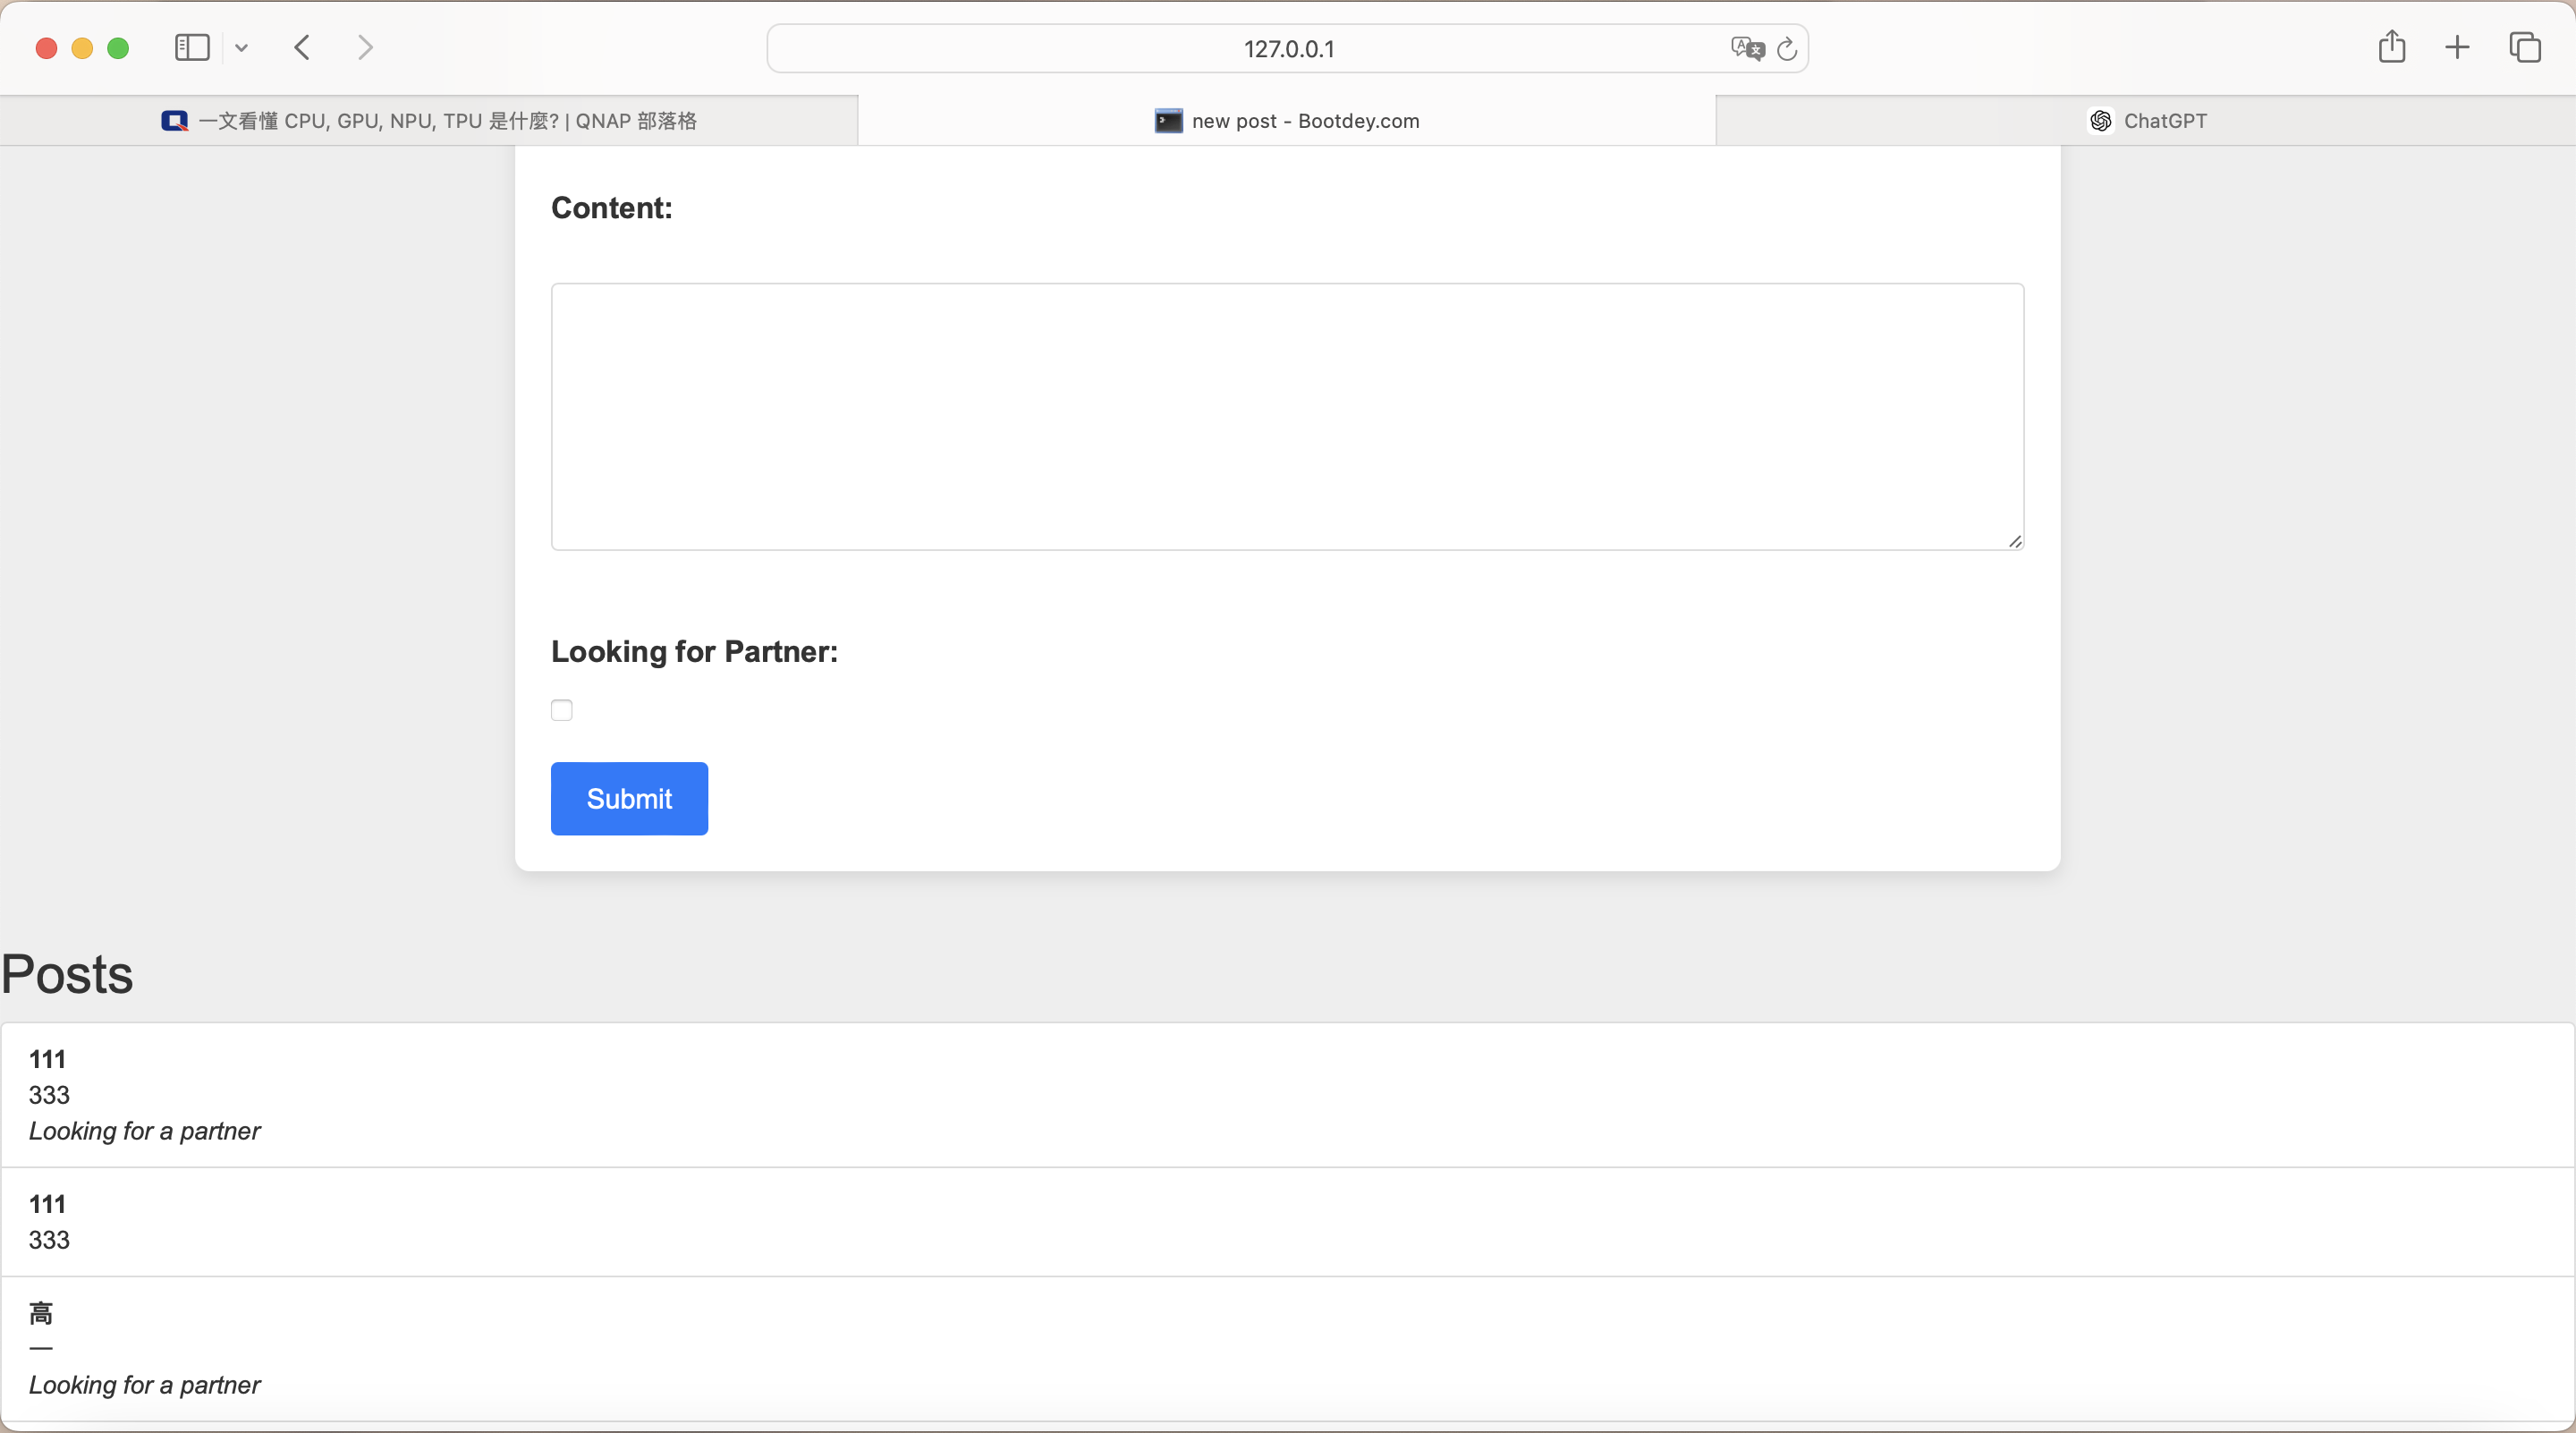 127.0.0.1
一文看懂 CPU, GPU, NPU, TPU 是什麼? | QNAP 部落格
new post - Bootdey.com
ChatGPT
Content:
Looking for Partner:
Submit
Posts
111
333
Looking for a partner
111
333
高
一
Looking for a partner